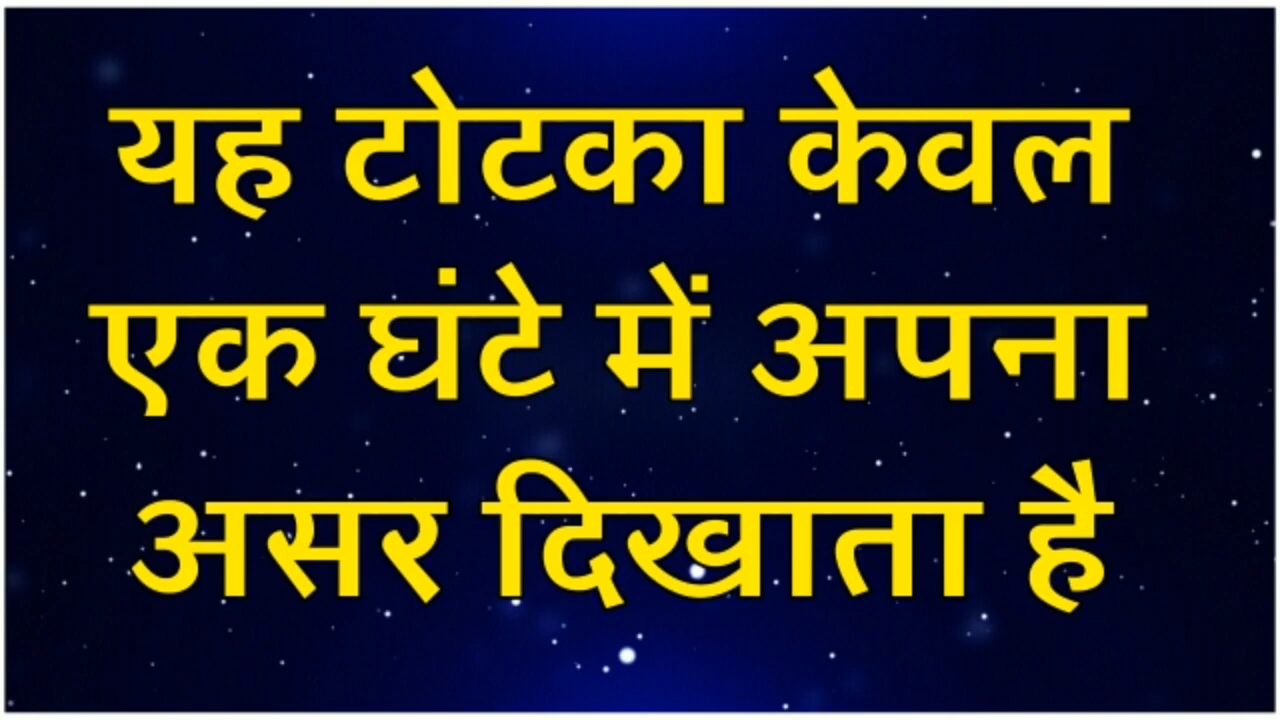 यह टोटका केवल
एक घंटे में अपना
असर दिखाता है